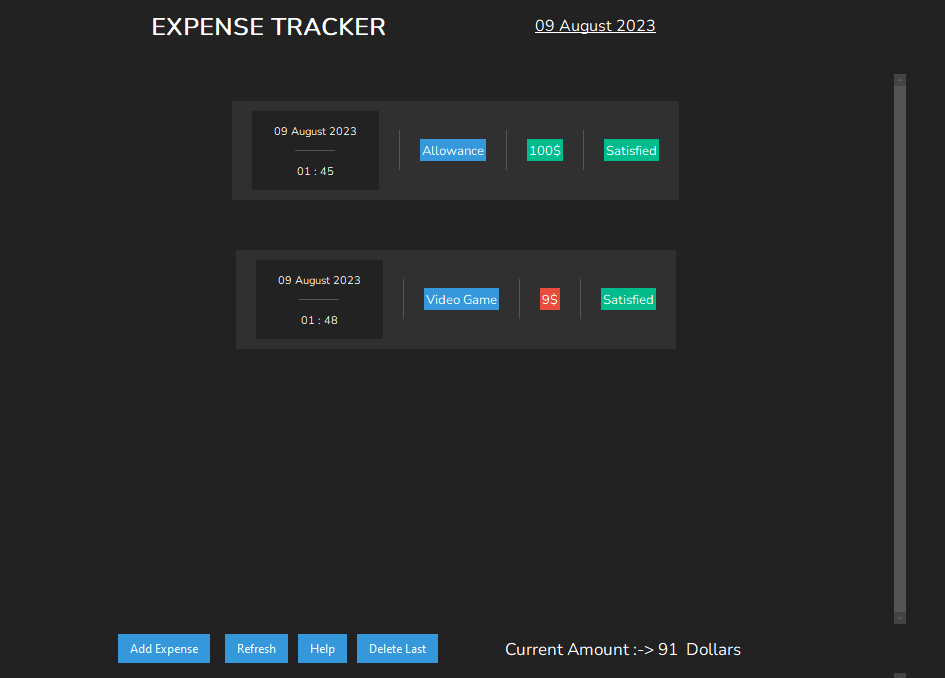 EXPENSE TRACKER
09 August 2023
09 August 2023
01 : 45
Allowance
100$
Satisfied
09 August 2023
01 : 48
Video Game
9$
Satisfied
Add Expense
Refresh
Help
Delete Last
Current Amount :-> 91  Dollars